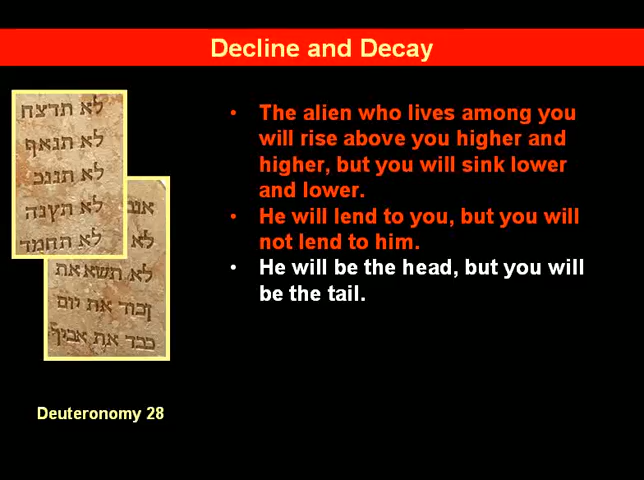 Decline and Decay
לא תרצח
לא תנאף
לא תגנב
לא תענה
לא תחמד
אנכ
לא
לא תשא את
זכור את יום
כבד את אביך
• The alien who lives among you
will rise above you higher and
higher, but you will sink lower
and lower.
• He will lend to you, but you will
not lend to him.
• He will be the head, but you will
be the tail.
Deuteronomy 28